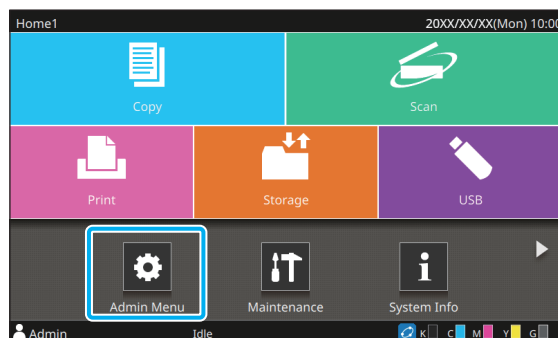 Home1 20XX/XX/XX(Mon) 10:00
Copy Scan
Print Storage USB
Admin Menu Maintenance System Info
Admin Idle K C M Y G